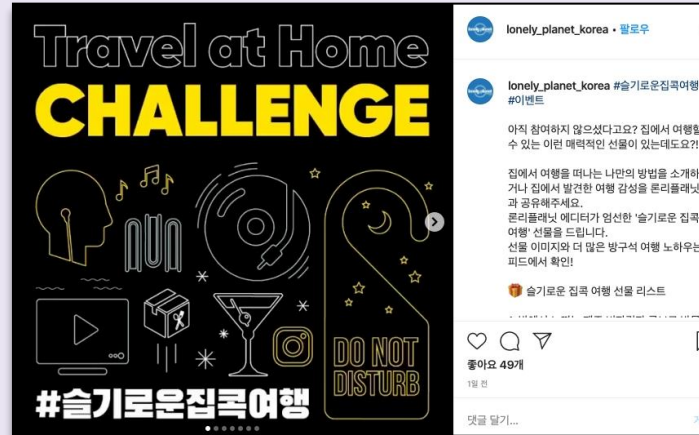 Travel at Home
CHALLENGE
DO NOT
DISTURB
#슬기로운집콕여행
lonely_planet_korea • 팔로우
lonely_planet_korea #슬기로운집콕여행
#이벤트
아직 참여하지 않으셨다고요? 집에서 여행할
수 있는 이런 매력적인 선물이 있는데도요?!
집에서 여행을 떠나는 나만의 방법을 소개하
거나 집에서 발견한 여행 감성을 론리플래닛
과 공유해주세요.
론리플래닛 에디터가 엄선한 '슬기로운 집콕
여행' 선물을 드립니다.
선물 이미지와 더 많은 방구석 여행 노하우는
피드에서 확인!
🎁 슬기로운 집콕 여행 선물 리스트
좋아요 49개
1일 전
댓글 달기...